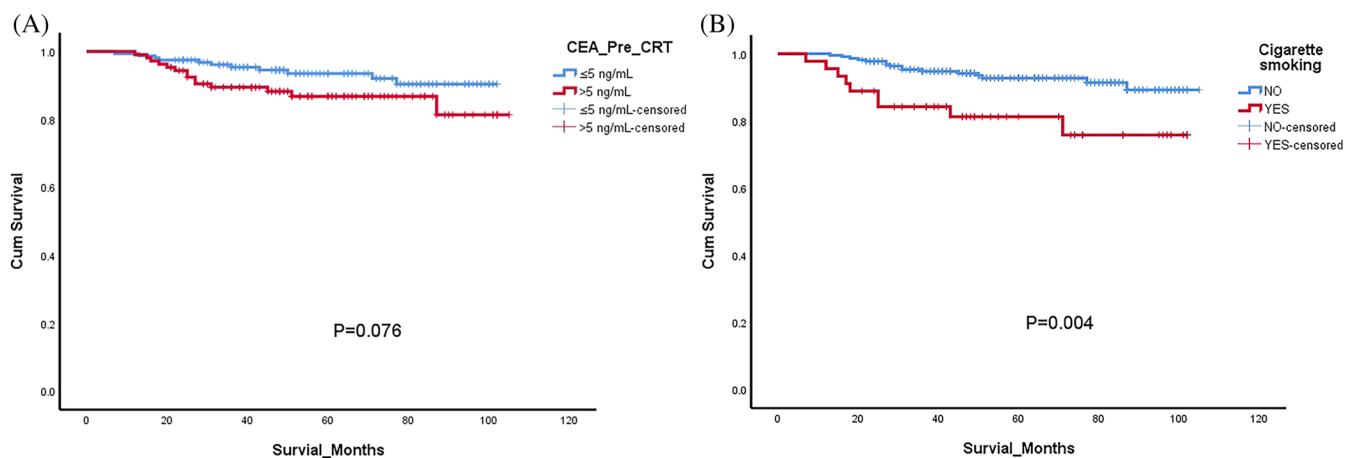 (A)
CEA_Pre_CRT
≤5 ng/mL
>5 ng/mL
≤5 ng/mL-censored
>5 ng/mL-censored
Cum Survival
1.0
0.8
0.6
0.4
0.2
0.0
P=0.076
0 20 40 60 80 100 120
Survial_Months
(B)
Cigarette
smoking
NO
YES
NO-censored
YES-censored
Cum Survival
1.0
0.8
0.6
0.4
0.2
0.0
P=0.004
0 20 40 60 80 100 120
Survial_Months